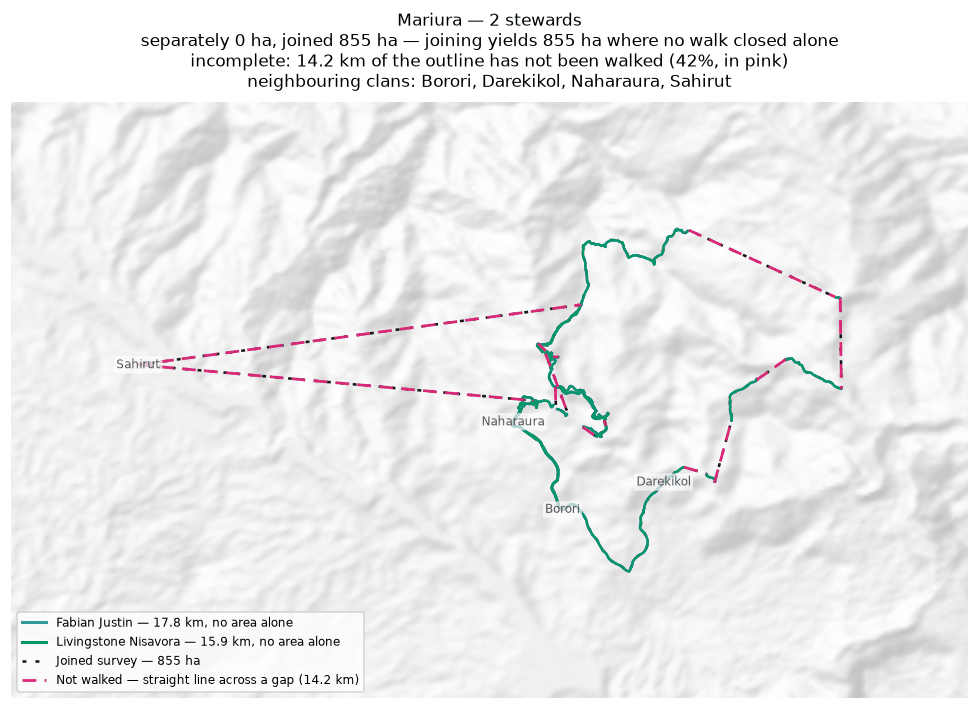 Mariura — 2 stewards
separately 0 ha, joined 855 ha — joining yields 855 ha where no walk closed alone
incomplete: 14.2 km of the outline has not been walked (42%, in pink)
neighbouring clans: Borori, Darekikol, Naharaura, Sahirut
Sahirut
Naharaura
Darekikol
Borori
Fabian Justin — 17.8 km, no area alone
Livingstone Nisavora — 15.9 km, no area alone
Joined survey — 855 ha
Not walked — straight line across a gap (14.2 km)